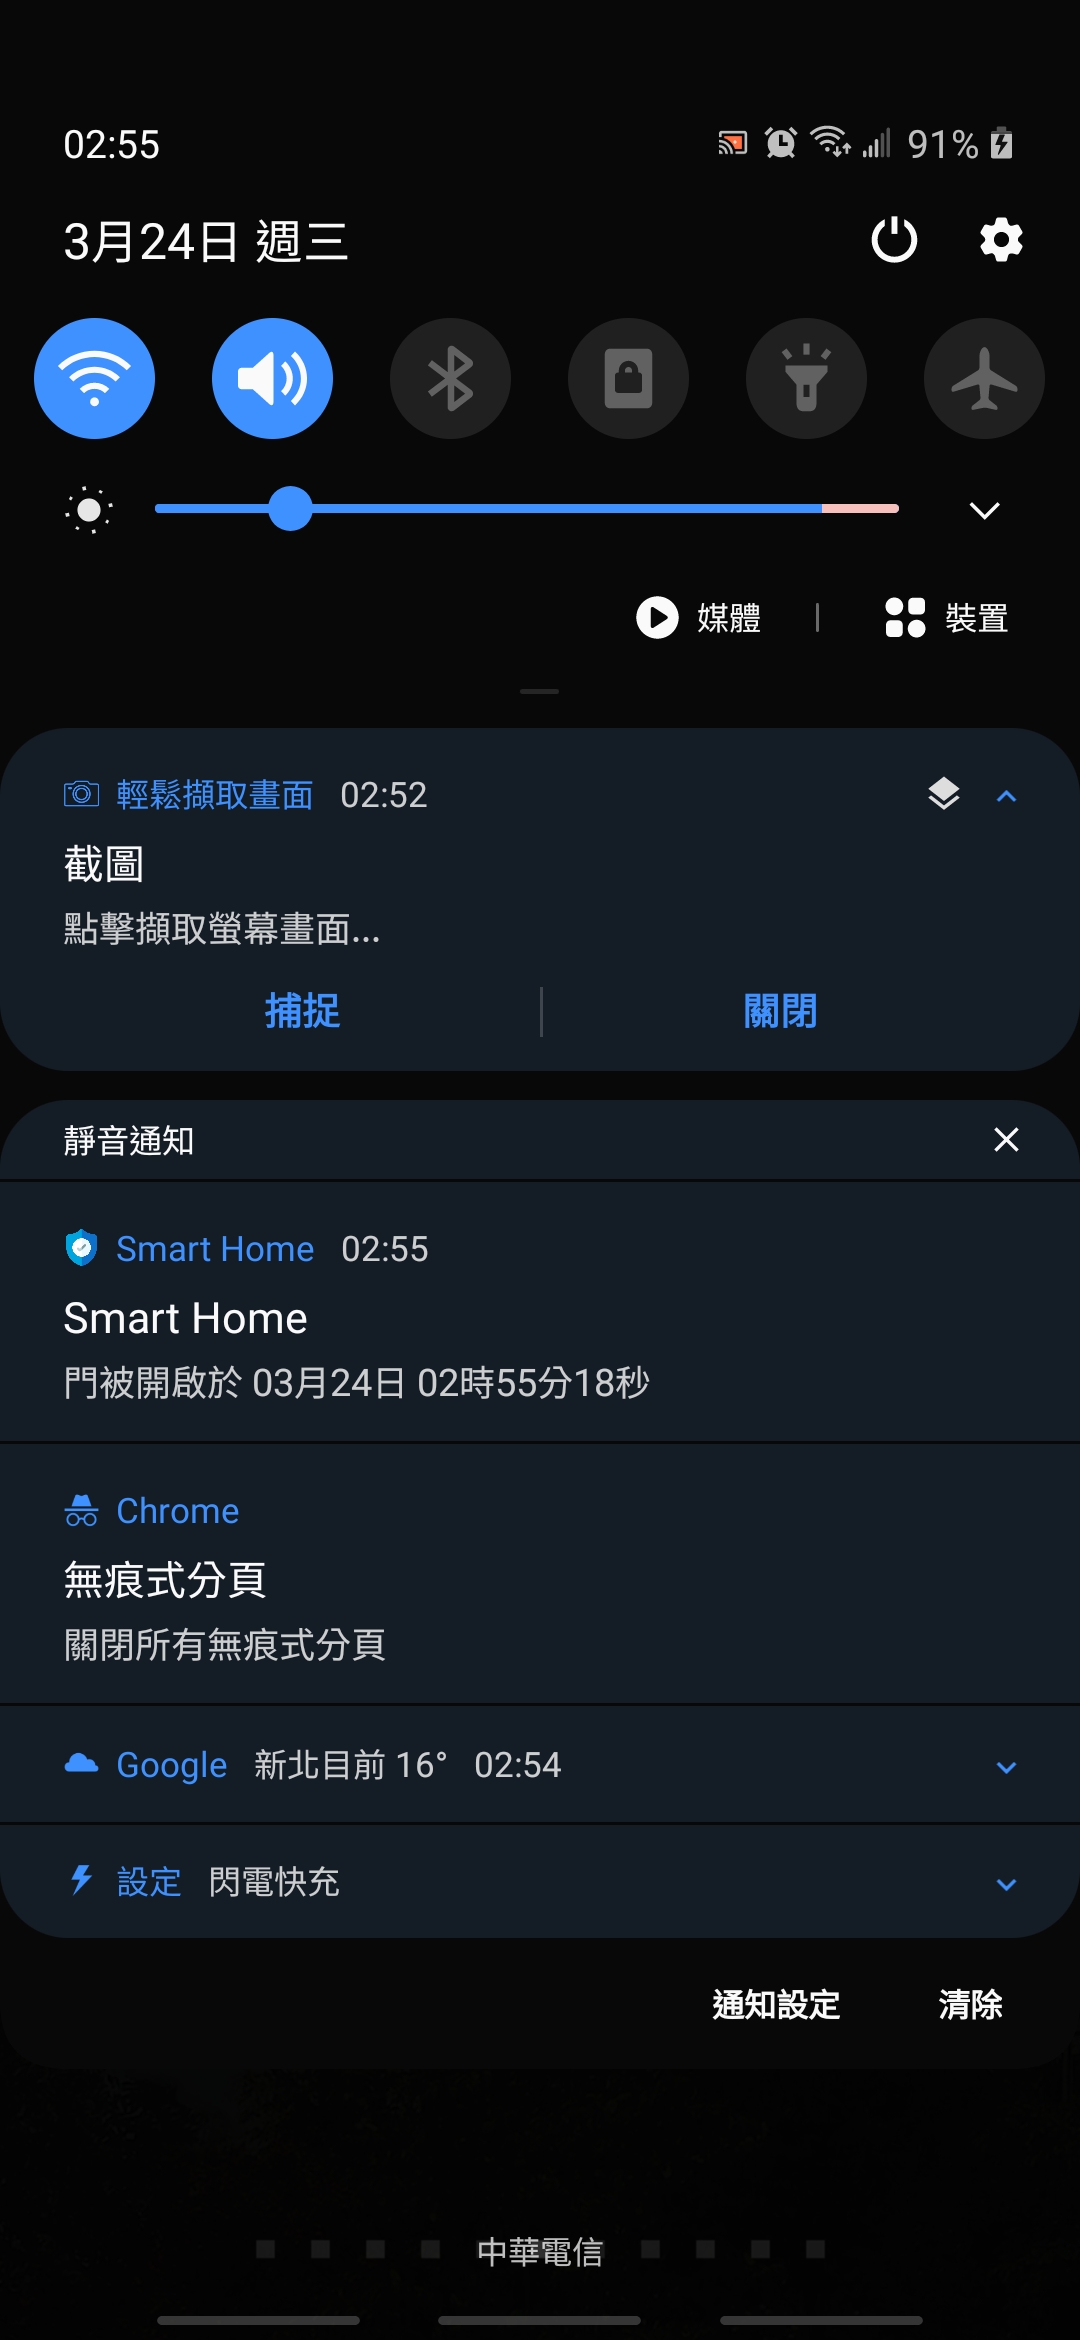 02:55
91%
3月24日 週三
媒體
裝置
輕鬆擷取畫面 02:52
截圖
點擊擷取螢幕畫面...
捕捉
關閉
靜音通知
Smart Home 02:55
Smart Home
門被開啟於 03月24日 02時55分18秒
Chrome
無痕式分頁
關閉所有無痕式分頁
Google 新北目前 16° 02:54
設定 閃電快充
通知設定
清除
中華電信